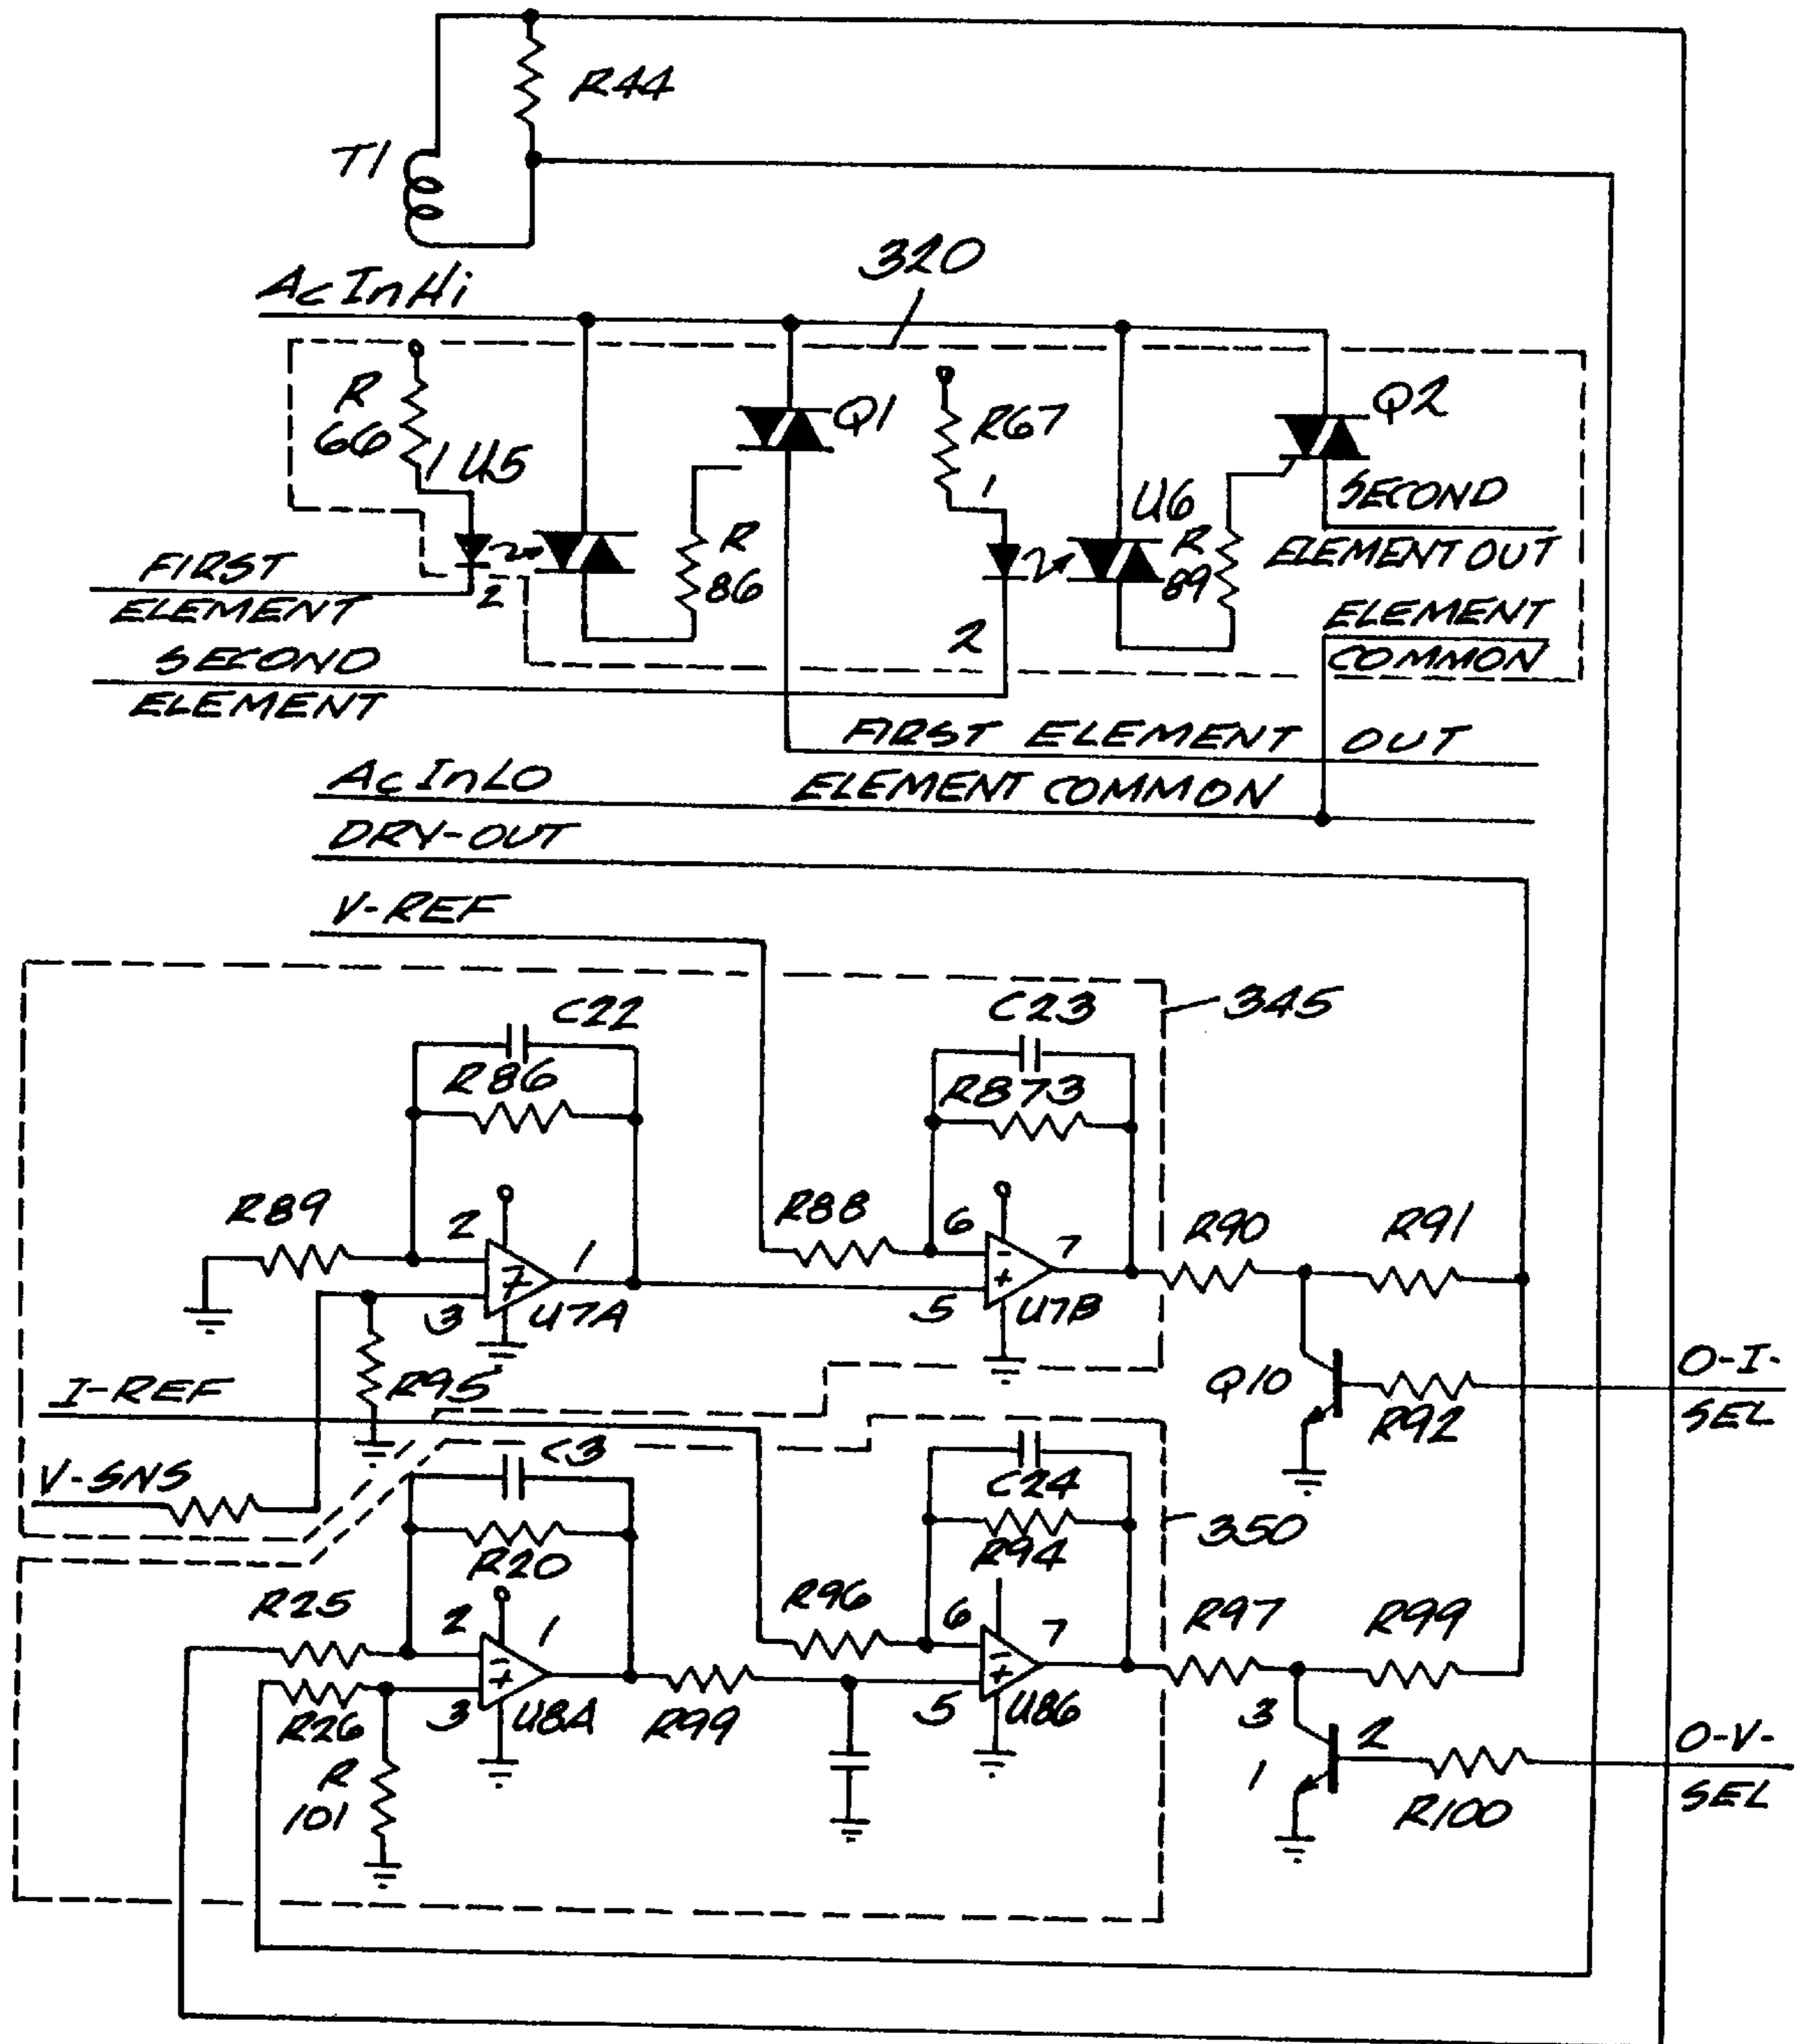 R44
T1
320
AcInHi
R
66
1
U5
Q1
R67
1
U6
Q2
SECOND
ELEMENT OUT
R
86
R
89
FIRST
ELEMENT
2
2
ELEMENT
COMMON
SECOND
ELEMENT
FIRST ELEMENT OUT
AcInLO
ELEMENT COMMON
DRY-OUT
V-REF
345
C22
R86
C23
R873
R89
2
1
3
U7A
R88
6
7
5
U7B
R90
R91
R95
I-REF
Q10
R92
O-I-
SEL
V-SNS
C3
R20
C24
R94
350
R25
2
1
R26
3
U8A
R99
R96
6
7
5
U86
R97
R99
R
101
3
2
1
R100
O-V-
SEL